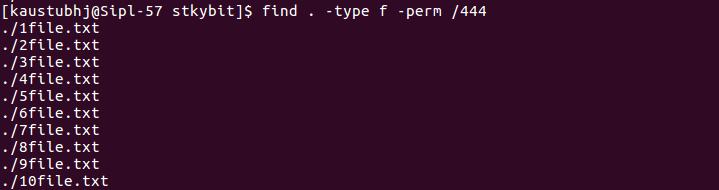 [kaustubhj@Sipl-57 stkybit]$ find . -type f -perm /444
./1file.txt
./2file.txt
./3file.txt
./4file.txt
./5file.txt
./6file.txt
./7file.txt
./8file.txt
./9file.txt
./10file.txt